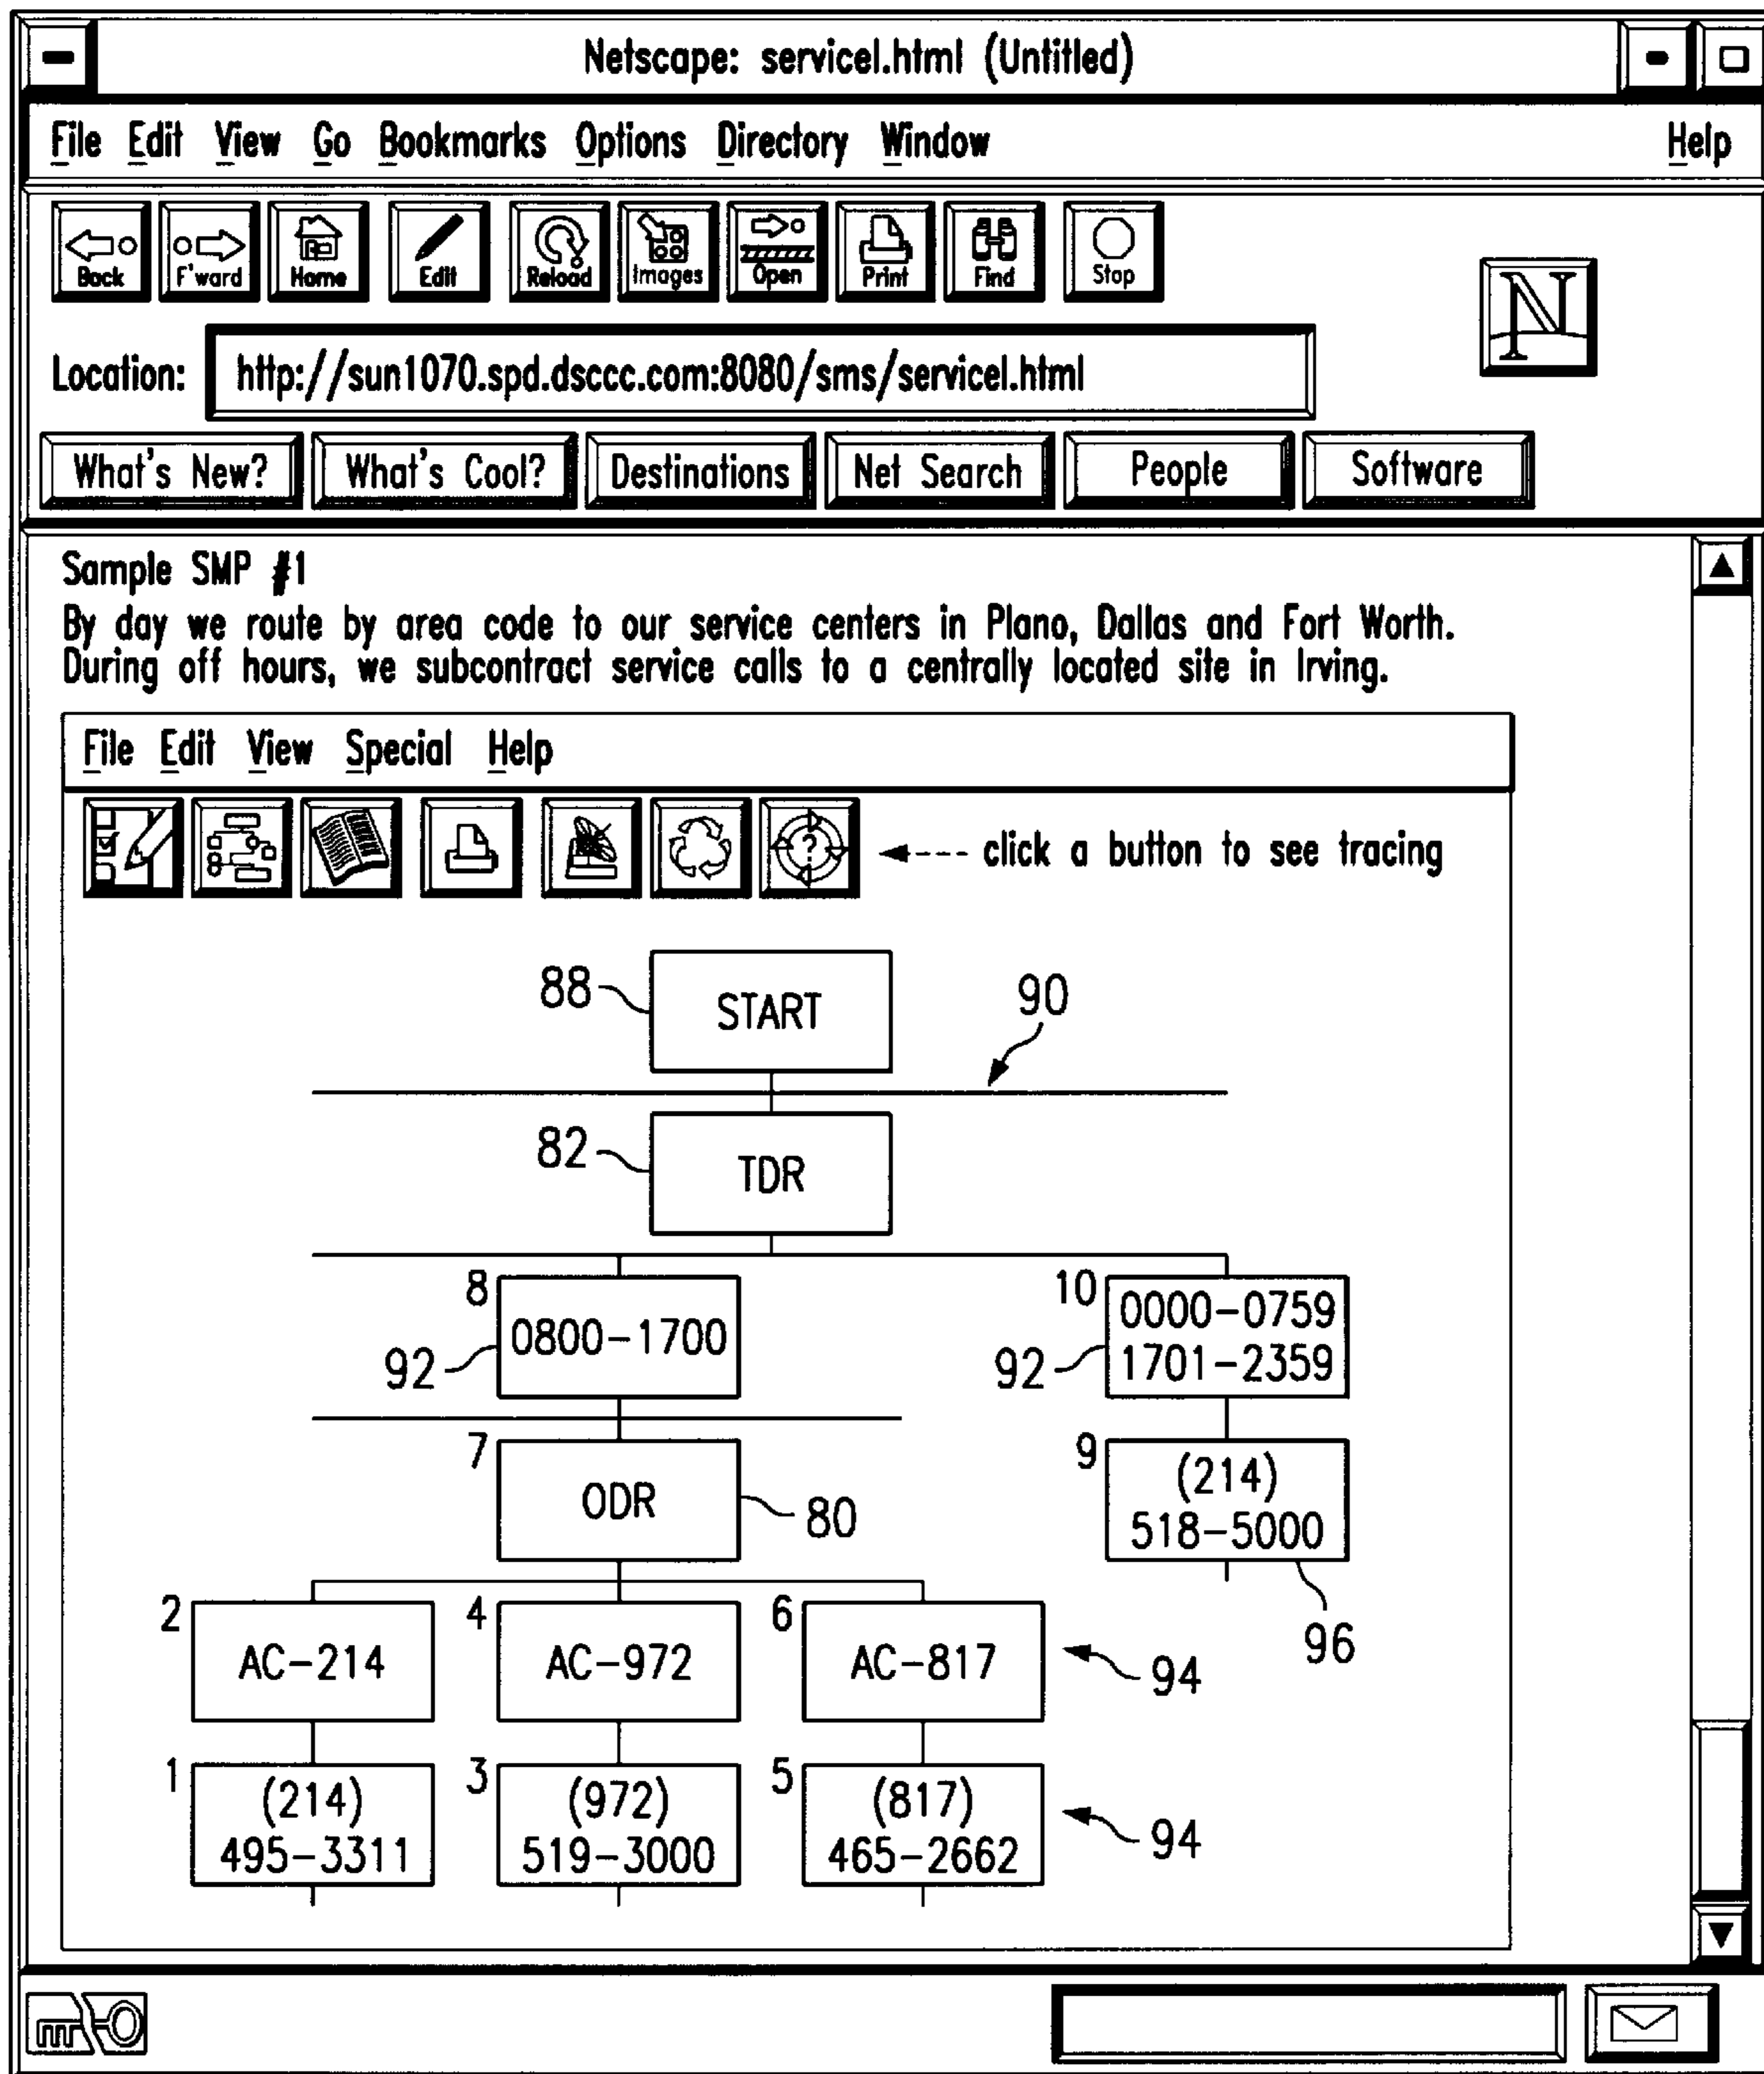 Netscape: servicel.html (Untitled)
File Edit View Go Bookmarks Options Directory Window Help
Back F'ward Home Edit Reload Images Open Print Find Stop
N
Location: http://sun1070.spd.dsccc.com:8080/sms/servicel.html
What's New? What's Cool? Destinations Net Search People Software
Sample SMP #1
By day we route by area code to our service centers in Plano, Dallas and Fort Worth.
During off hours, we subcontract service calls to a centrally located site in Irving.
File Edit View Special Help
? click a button to see tracing
88 START 90
82 TDR
8 0800-1700 92
10 0000-0759
1701-2359 92
7 ODR 80
9 (214)
518-5000 96
2 AC-214 4 AC-972 6 AC-817 94
1 (214) 3 (972) 5 (817)
495-3311 519-3000 465-2662 94